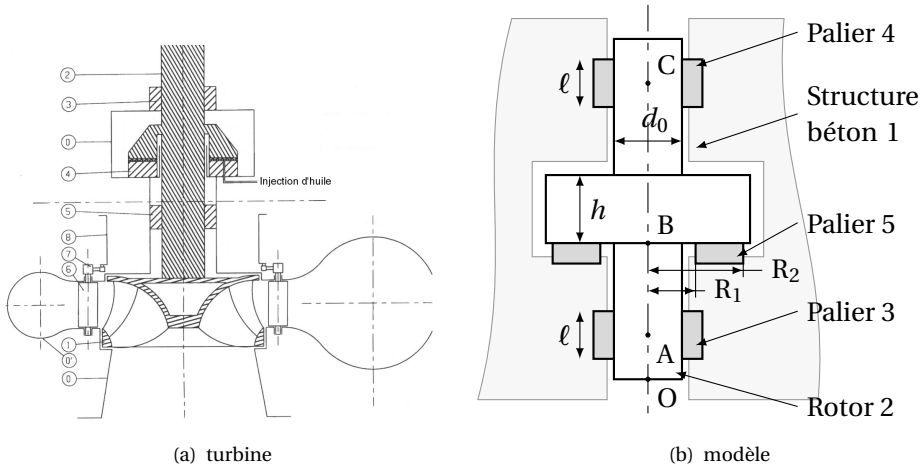 2
3
0
4
Injection d'huile
5
8
7
6
1
0'
0
(a) turbine
C
ℓ
d₀
h
B
R₂
R₁
ℓ
A
O
Palier 4
Structure
béton 1
Palier 5
Palier 3
Rotor 2
(b) modèle